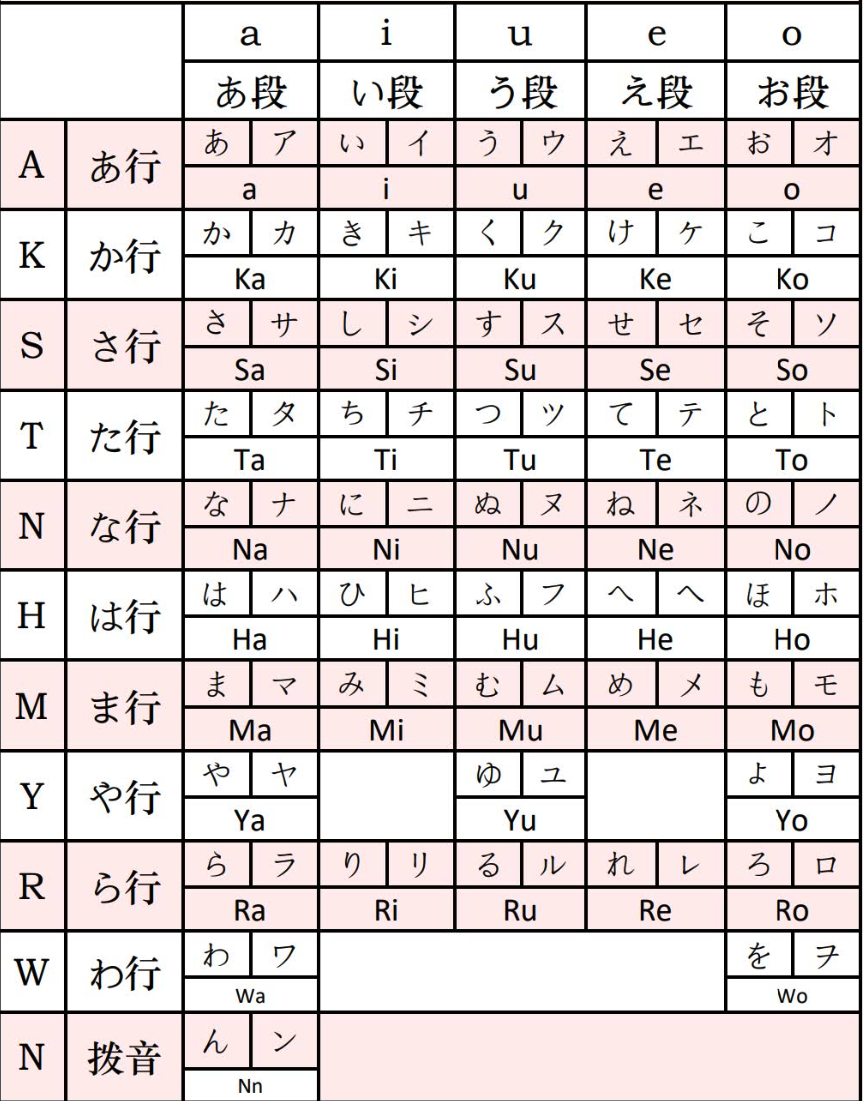 a i u e o
あ段 い段 う段 え段 お段
A あ行 あ ア い イ う ウ え エ お オ
a i u e o
K か行 か カ き キ く ク け ケ こ コ
Ka Ki Ku Ke Ko
S さ行 さ サ し シ す ス せ セ そ ソ
Sa Si Su Se So
T た行 た タ ち チ つ ツ て テ と ト
Ta Ti Tu Te To
N な行 な ナ に ニ ぬ ヌ ね ネ の ノ
Na Ni Nu Ne No
H は行 は ハ ひ ヒ ふ フ へ ヘ ほ ホ
Ha Hi Hu He Ho
M ま行 ま マ み ミ む ム め メ も モ
Ma Mi Mu Me Mo
Y や行 や ヤ ゆ ユ よ ヨ
Ya Yu Yo
R ら行 ら ラ り リ る ル れ レ ろ ロ
Ra Ri Ru Re Ro
W わ行 わ ワ を ヲ
Wa Wo
N 拨音 ん ン
Nn